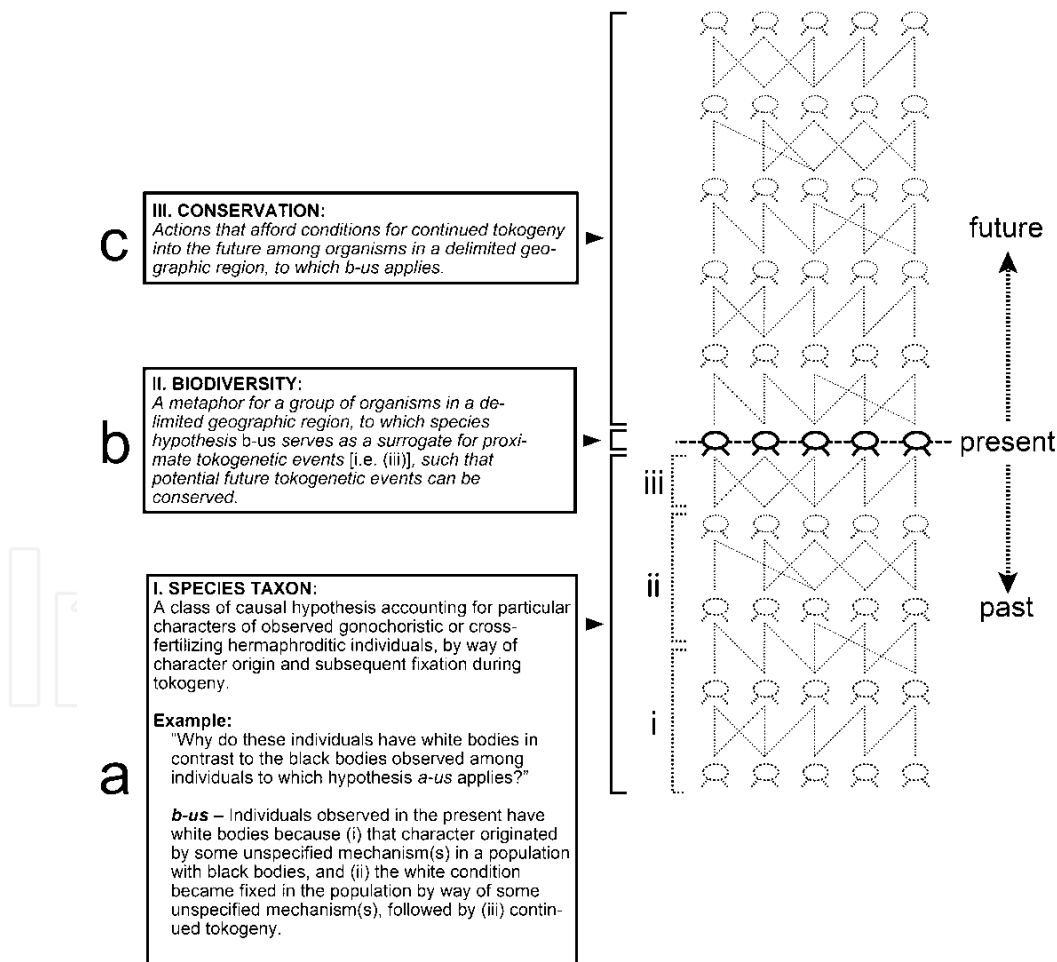 c
III. CONSERVATION:
Actions that afford conditions for continued tokogeny
into the future among organisms in a delimited geo-
graphic region, to which b-us applies.
b
II. BIODIVERSITY:
A metaphor for a group of organisms in a de-
limited geographic region, to which species
hypothesis b-us serves as a surrogate for proxi-
mate tokogenetic events [i.e. (iii)], such that
potential future tokogenetic events can be
conserved.
a
I. SPECIES TAXON:
A class of causal hypothesis accounting for particular
characters of observed gonochoristic or cross-
fertilizing hermaphroditic individuals, by way of
character origin and subsequent fixation during
tokogeny.
Example:
"Why do these individuals have white bodies in
contrast to the black bodies observed among
individuals to which hypothesis a-us applies?"
b-us – Individuals observed in the present have
white bodies because (i) that character originated
by some unspecified mechanism(s) in a population
with black bodies, and (ii) the white condition
became fixed in the population by way of some
unspecified mechanism(s), followed by (iii) contin-
ued tokogeny.
future
present
past
iii
ii
i